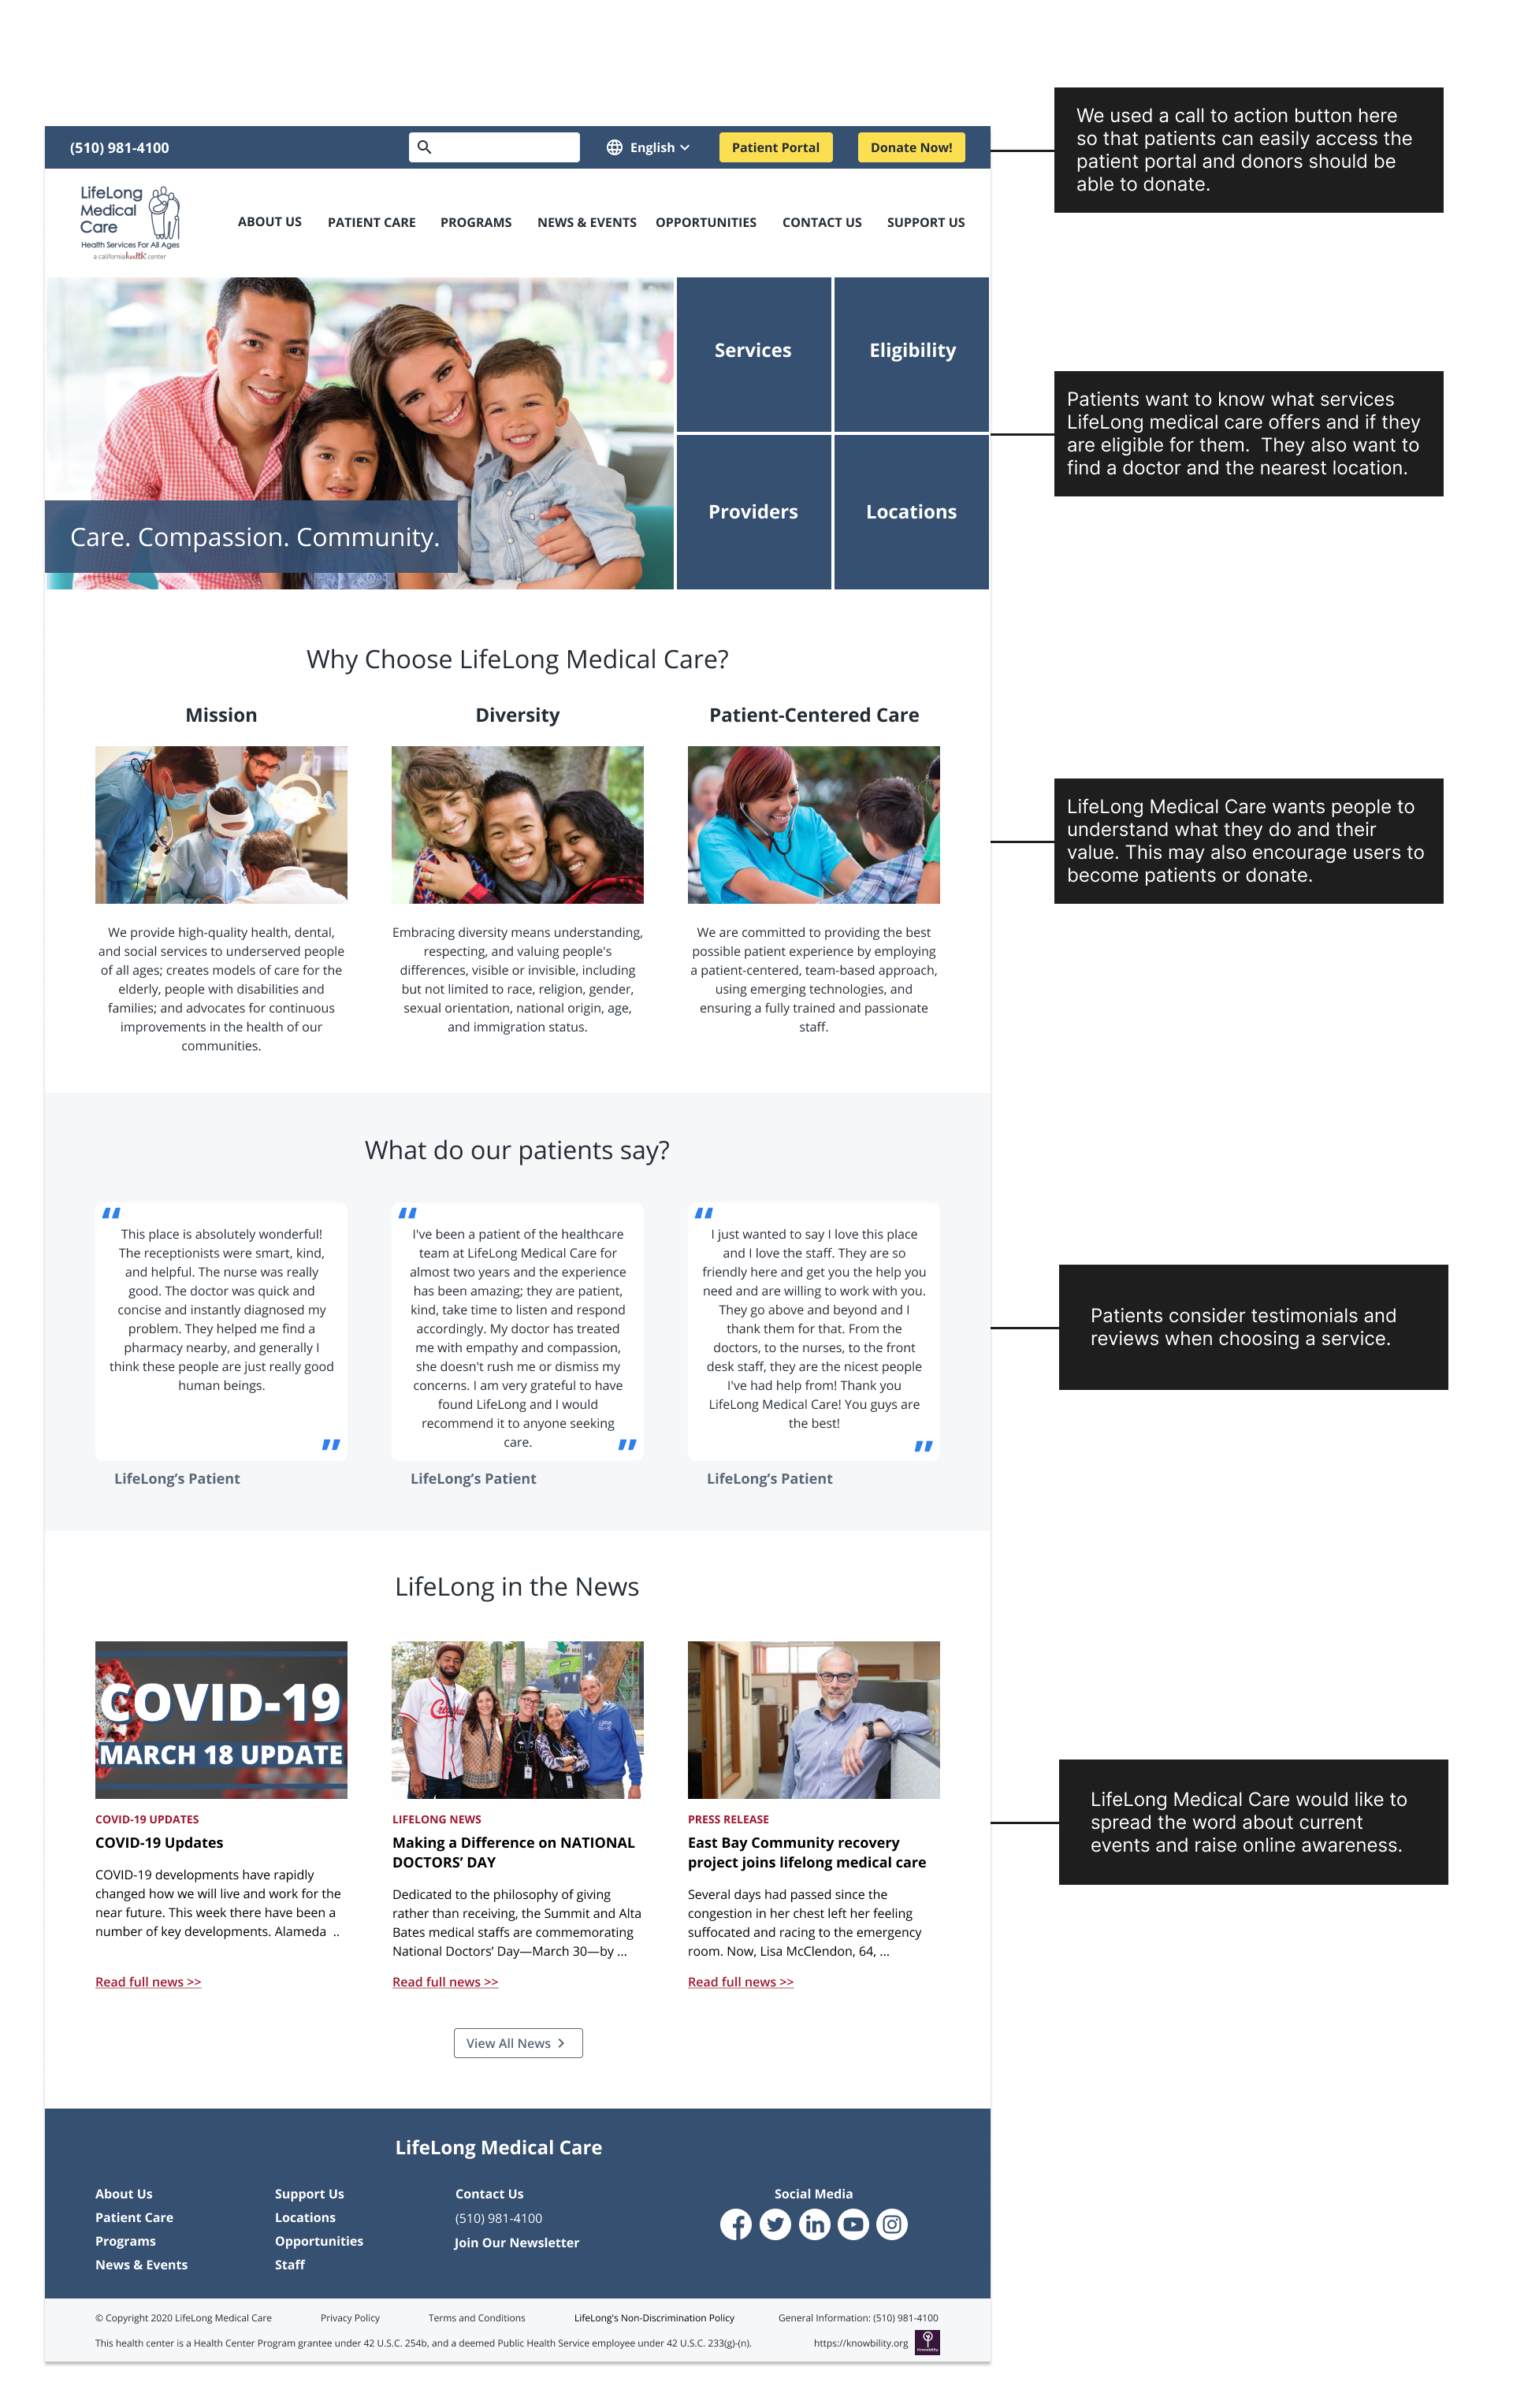 We used a call to action button here
so that patients can easily access the
patient portal and donors should be
able to donate.
(510) 981-4100
English
Patient Portal
Donate Now!
LifeLong
Medical
Care
Health Services For All Ages
a california health+ center
ABOUT US
PATIENT CARE
PROGRAMS
NEWS & EVENTS
OPPORTUNITIES
CONTACT US
SUPPORT US
Care. Compassion. Community.
Services
Eligibility
Providers
Locations
Patients want to know what services
LifeLong medical care offers and if they
are eligible for them. They also want to
find a doctor and the nearest location.
Why Choose LifeLong Medical Care?
Mission
We provide high-quality health, dental,
and social services to underserved people
of all ages; creates models of care for the
elderly, people with disabilities and
families; and advocates for continuous
improvements in the health of our
communities.
Diversity
Embracing diversity means understanding,
respecting, and valuing people's
differences, visible or invisible, including
but not limited to race, religion, gender,
sexual orientation, national origin, age,
and immigration status.
Patient-Centered Care
We are committed to providing the best
possible patient experience by employing
a patient-centered, team-based approach,
using emerging technologies, and
ensuring a fully trained and passionate
staff.
LifeLong Medical Care wants people to
understand what they do and their
value. This may also encourage users to
become patients or donate.
What do our patients say?
"
This place is absolutely wonderful!
The receptionists were smart, kind,
and helpful. The nurse was really
good. The doctor was quick and
concise and instantly diagnosed my
problem. They helped me find a
pharmacy nearby, and generally I
think these people are just really good
human beings.
"
LifeLong’s Patient
"
I've been a patient of the healthcare
team at LifeLong Medical Care for
almost two years and the experience
has been amazing; they are patient,
kind, take time to listen and respond
accordingly. My doctor has treated
me with empathy and compassion,
she doesn't rush me or dismiss my
concerns. I am very grateful to have
found LifeLong and I would
recommend it to anyone seeking
care.
"
LifeLong’s Patient
"
I just wanted to say I love this place
and I love the staff. They are so
friendly here and get you the help you
need and are willing to work with you.
They go above and beyond and I
thank them for that. From the
doctors, to the nurses, to the front
desk staff, they are the nicest people
I've had help from! Thank you
LifeLong Medical Care! You guys are
the best!
"
LifeLong’s Patient
Patients consider testimonials and
reviews when choosing a service.
LifeLong in the News
COVID-19
MARCH 18 UPDATE
COVID-19 UPDATES
COVID-19 Updates
COVID-19 developments have rapidly
changed how we will live and work for the
near future. This week there have been a
number of key developments. Alameda ..
Read full news >>
LIFELONG NEWS
Making a Difference on NATIONAL
DOCTORS’ DAY
Dedicated to the philosophy of giving
rather than receiving, the Summit and Alta
Bates medical staffs are commemorating
National Doctors’ Day—March 30—by ...
Read full news >>
PRESS RELEASE
East Bay Community recovery
project joins lifelong medical care
Several days had passed since the
congestion in her chest left her feeling
suffocated and racing to the emergency
room. Now, Lisa McClendon, 64, ...
Read full news >>
View All News
LifeLong Medical Care would like to
spread the word about current
events and raise online awareness.
LifeLong Medical Care
About Us
Patient Care
Programs
News & Events
Support Us
Locations
Opportunities
Staff
Contact Us
(510) 981-4100
Join Our Newsletter
Social Media
© Copyright 2020 LifeLong Medical Care
Privacy Policy
Terms and Conditions
LifeLong's Non-Discrimination Policy
General Information: (510) 981-4100
This health center is a Health Center Program grantee under 42 U.S.C. 254b, and a deemed Public Health Service employee under 42 U.S.C. 233(g)-(n).
https://knowbility.org